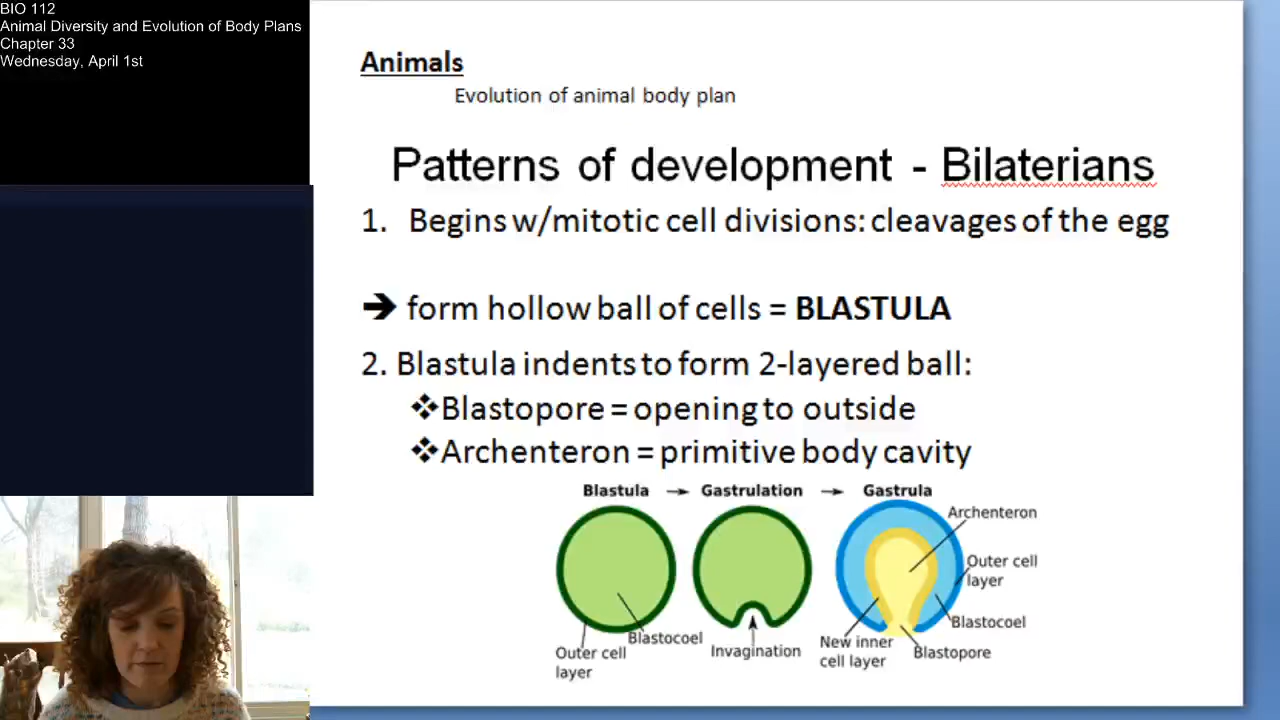 BIO 112
Animal Diversity and Evolution of Body Plans
Chapter 33
Wednesday, April 1st
Animals
Evolution of animal body plan
Patterns of development - Bilaterians
1. Begins w/mitotic cell divisions: cleavages of the egg
➔ form hollow ball of cells = BLASTULA
2. Blastula indents to form 2-layered ball:
❖Blastopore = opening to outside
❖Archenteron = primitive body cavity
Blastula → Gastrulation → Gastrula
Archenteron
Outer cell
layer
Blastocoel
Blastopore
New inner
cell layer
Invagination
Blastocoel
Outer cell
layer